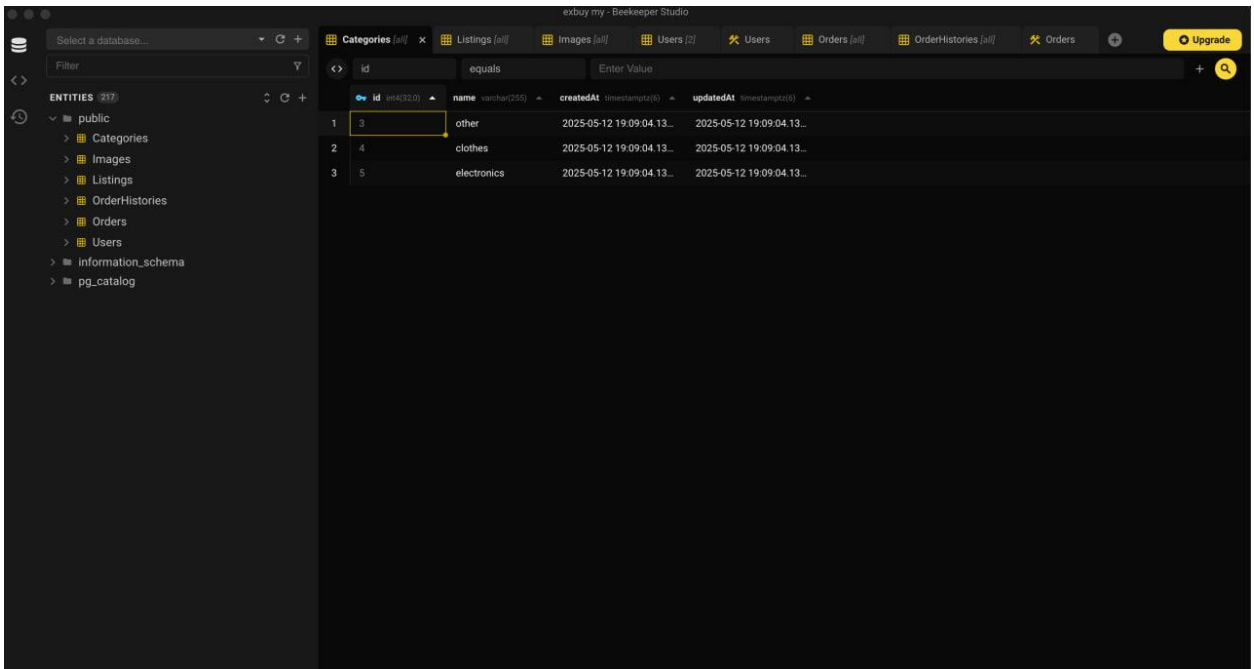 exbuy my - Beekeeper Studio
Select a database...
Categories [all] Listings [all] Images [all] Users [2] Users Orders [all] OrderHistories [all] Orders Upgrade
Filter
id equals Enter Value
ENTITIES 217
id int4(32,0) name varchar(255) createdAt timestamptz(6) updatedAt timestamptz(6)
public
Categories
Images
Listings
OrderHistories
Orders
Users
information_schema
pg_catalog
1 3 other 2025-05-12 19:09:04.13... 2025-05-12 19:09:04.13...
2 4 clothes 2025-05-12 19:09:04.13... 2025-05-12 19:09:04.13...
3 5 electronics 2025-05-12 19:09:04.13... 2025-05-12 19:09:04.13...